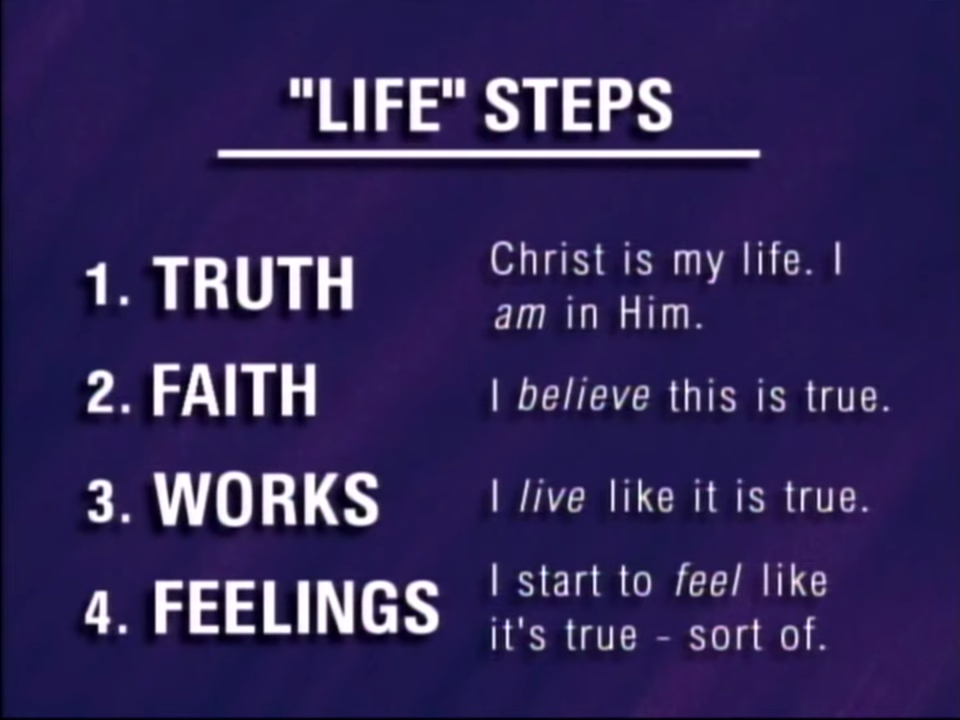 "LIFE" STEPS
1. TRUTH
Christ is my life. I
am in Him.
2. FAITH
I believe this is true.
3. WORKS
I live like it is true.
4. FEELINGS
I start to feel like
it's true - sort of.